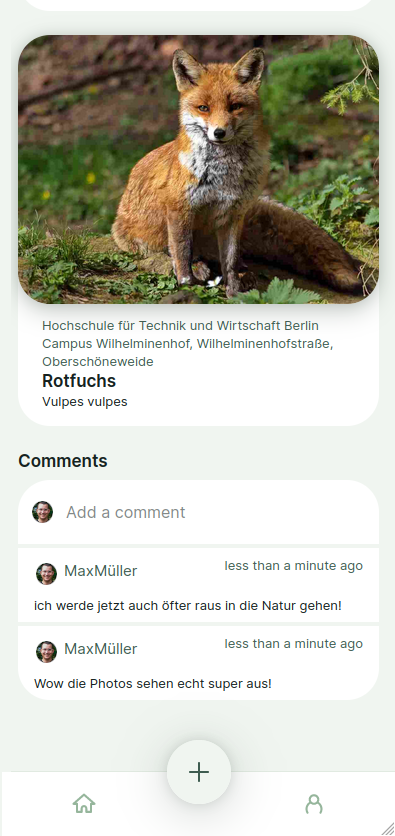 Hochschule für Technik und Wirtschaft Berlin
Campus Wilhelminenhof, Wilhelminenhofstraße,
Oberschöneweide
Rotfuchs
Vulpes vulpes
Comments
Add a comment
MaxMüller
less than a minute ago
ich werde jetzt auch öfter raus in die Natur gehen!
MaxMüller
less than a minute ago
Wow die Photos sehen echt super aus!